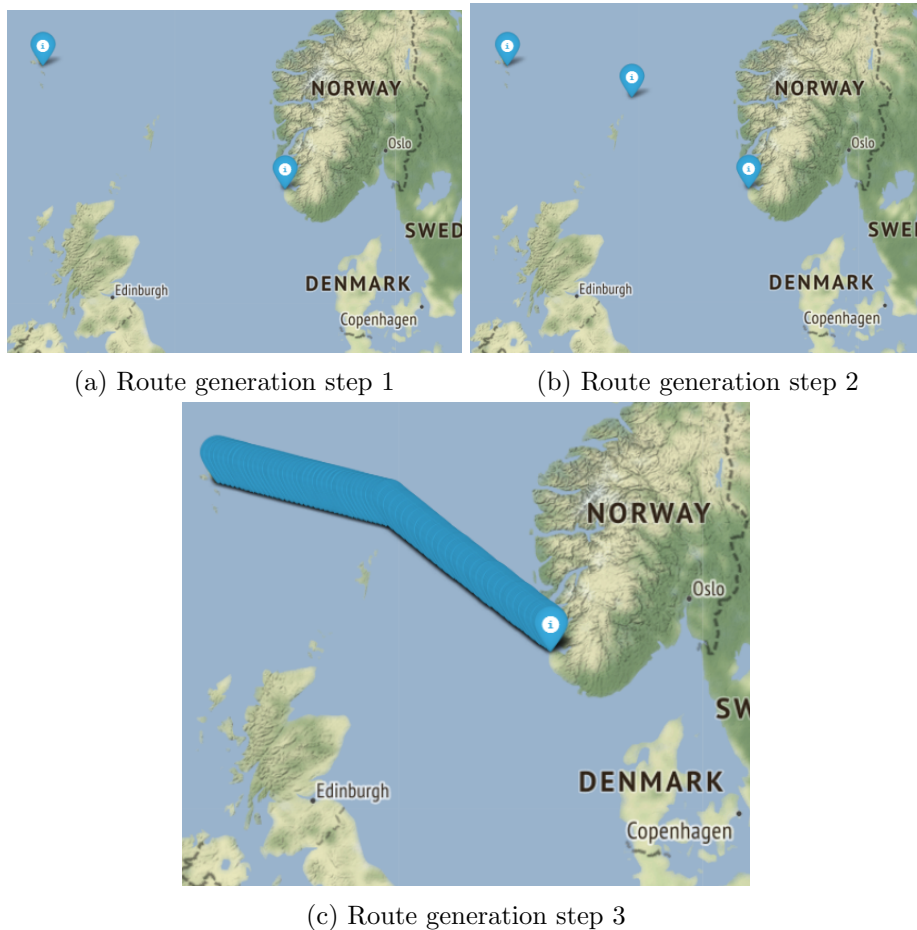 NORWAY
Oslo
SWED
Edinburgh
DENMARK
Copenhagen
(a) Route generation step 1
NORWAY
Oslo
SWE
Edinburgh
DENMARK
Copenhagen
(b) Route generation step 2
NORWAY
Oslo
SW
DENMARK
Edinburgh
Copenhagen
(c) Route generation step 3